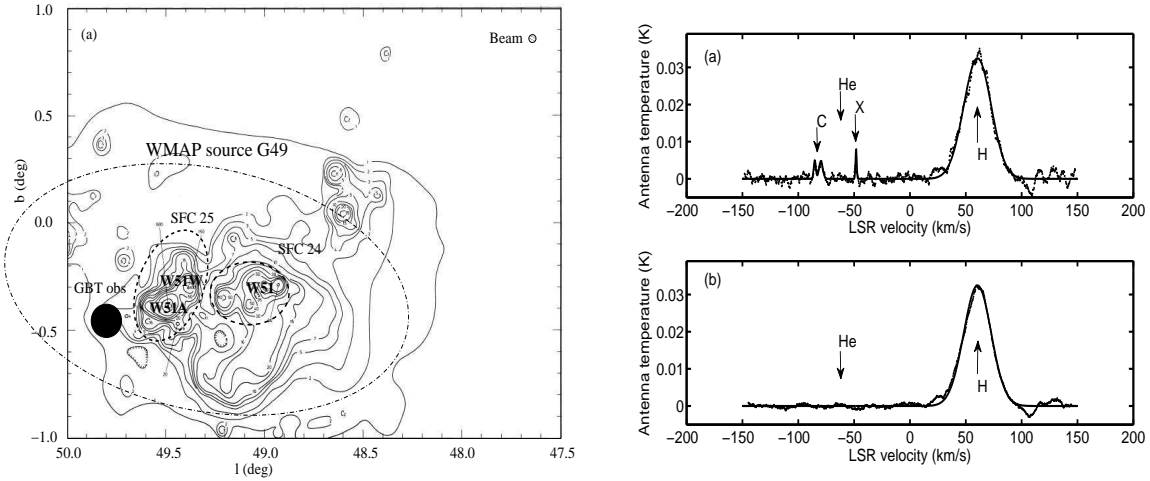 1.0
(a)
Beam
0.5
WMAP source G49
b (deg)
SFC 25
0.0
SFC 24
GBT obs
W51W
W51
W51A
−0.5
−1.0
50.0 49.5 49.0 48.5 48.0 47.5
l (deg)
(a)
Antenna temperature (K)
0.03
0.02
0.01
0
He
C
X
H
−200 −150 −100 −50 0 50 100 150 200
LSR velocity (km/s)
(b)
Antenna temperature (K)
0.03
0.02
0.01
0
He
H
−200 −150 −100 −50 0 50 100 150 200
LSR velocity (km/s)